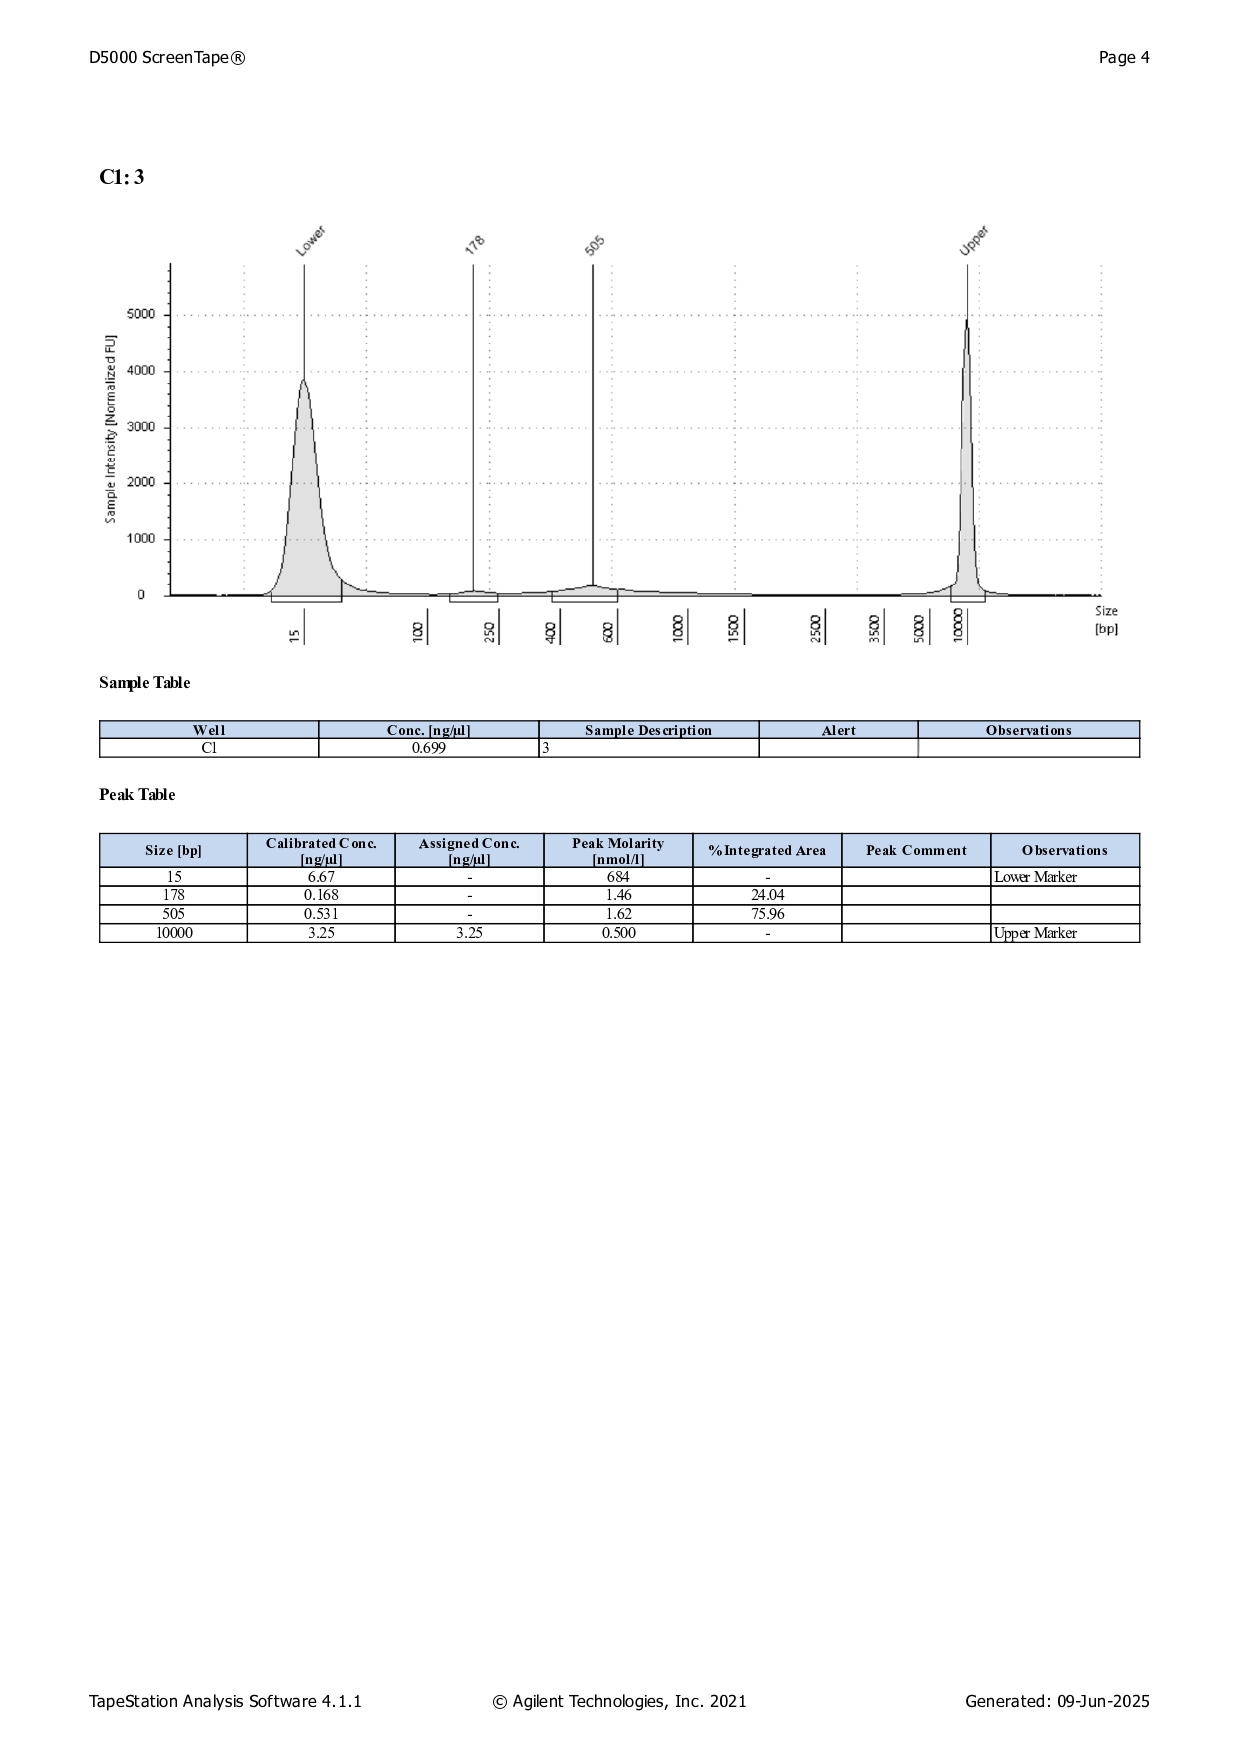 D5000 ScreenTape® Page 4
C1: 3
Lower 178 505 Upper
Sample Intensity [Normalized FU]
5000
4000
3000
2000
1000
0
15 100 250 400 600 1000 1500 2500 3500 5000 10000
Size
[bp]
Sample Table
Well Conc. [ng/µl] Sample Description Alert Observations
C1 0.699 3
Peak Table
Size [bp] Calibrated Conc. [ng/µl] Assigned Conc. [ng/µl] Peak Molarity [nmol/l] % Integrated Area Peak Comment Observations
15 6.67 - 684 - Lower Marker
178 0.168 - 1.46 24.04
505 0.531 - 1.62 75.96
10000 3.25 3.25 0.500 - Upper Marker
TapeStation Analysis Software 4.1.1 © Agilent Technologies, Inc. 2021 Generated: 09-Jun-2025